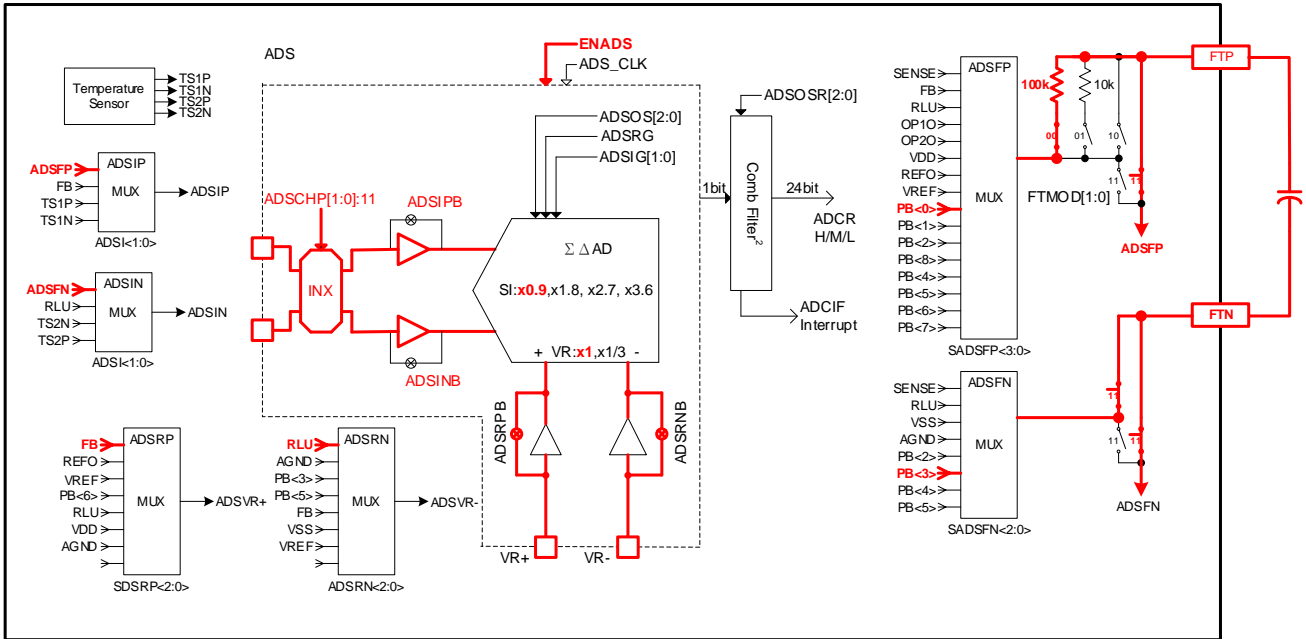 ADS
ENADS
ADS_CLK
Temperature
Sensor
TS1P
TS1N
TS2P
TS2N
ADSFP
FB
TS1P
TS1N
ADSIP
MUX
ADSI<1:0>
ADSIP
ADSFN
RLU
TS2N
TS2P
ADSIN
MUX
ADSI<1:0>
ADSIN
ADSCHP[1:0]:11
INX
ADSIPB
ADSINB
ADSOS[2:0]
ADSRG
ADSIG[1:0]
Σ Δ AD
SI:x0.9,x1.8, x2.7, x3.6
+ VR:x1,x1/3 -
ADSRPB
ADSRNB
VR+
VR-
1bit
ADSOSR[2:0]
Comb Filter²
24bit
ADCR
H/M/L
ADCIF
Interrupt
FB
REFO
VREF
PB<6>
RLU
VDD
AGND
ADSRP
MUX
SDSRP<2:0>
ADSVR+
RLU
AGND
PB<3>
PB<5>
FB
VSS
VREF
ADSRN
MUX
ADSRN<2:0>
ADSVR-
SENSE
FB
RLU
OP1O
OP2O
VDD
REFO
VREF
PB<0>
PB<1>
PB<2>
PB<8>
PB<4>
PB<5>
PB<6>
PB<7>
ADSFP
MUX
SADSFP<3:0>
100k
10k
00
01
10
11
11
FTMOD[1:0]
ADSFP
FTP
SENSE
RLU
VSS
AGND
PB<2>
PB<3>
PB<4>
PB<5>
ADSFN
MUX
SADSFN<2:0>
11
11
11
ADSFN
FTN